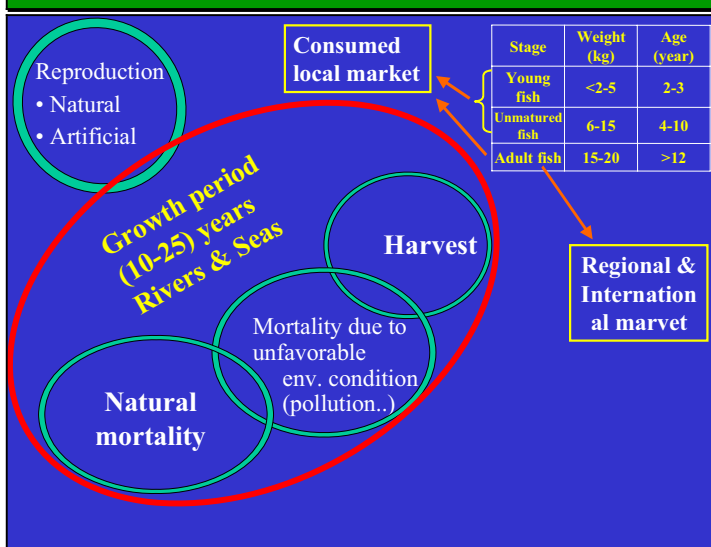 Reproduction
• Natural
• Artificial
Consumed
local market
Stage
Weight
(kg)
Age
(year)
Young
fish
<2-5
2-3
Unmatured
fish
6-15
4-10
Adult fish
15-20
>12
Growth period
(10-25) years
Rivers & Seas
Harvest
Regional &
Internation
al marvet
Mortality due to
unfavorable
env. condition
(pollution..)
Natural
mortality